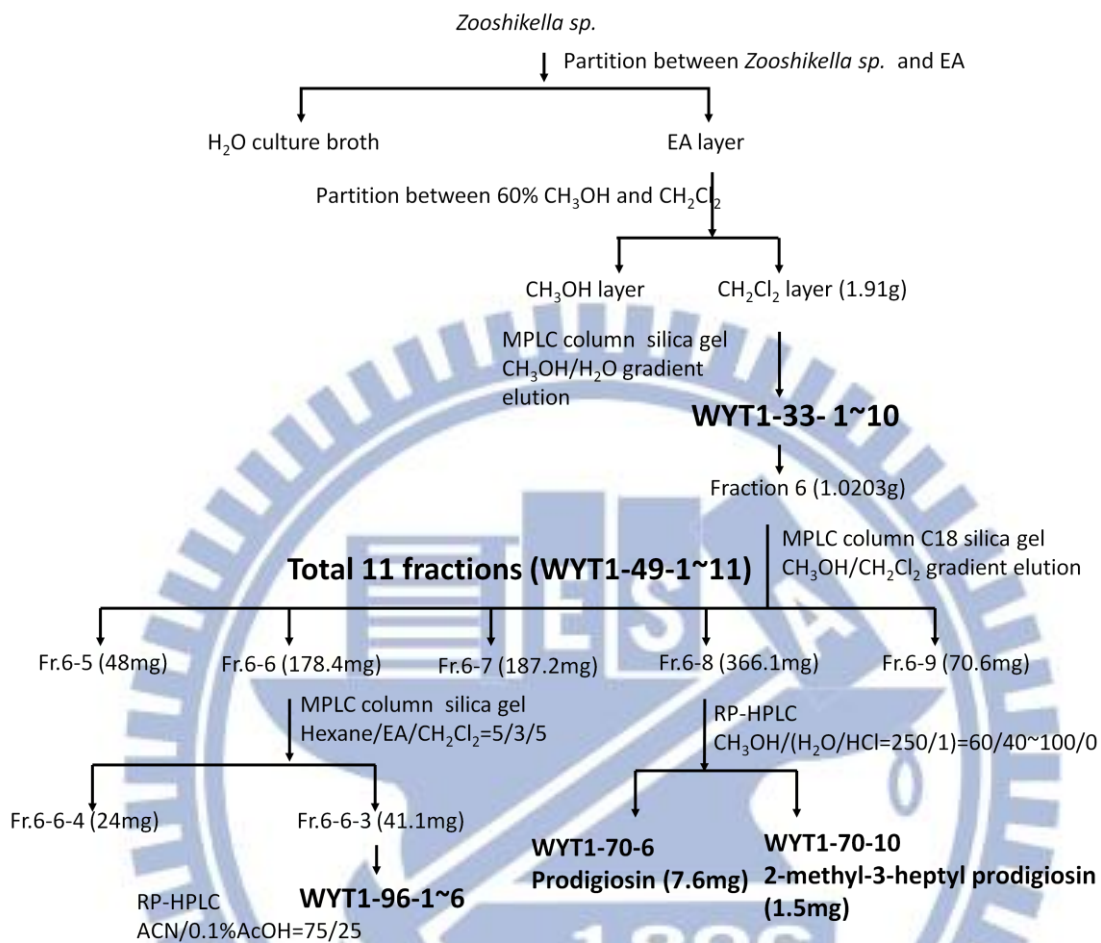 Zooshikella sp.
Partition between Zooshikella sp. and EA
H₂O culture broth
EA layer
Partition between 60% CH₃OH and CH₂Cl₂
CH₃OH layer
CH₂Cl₂ layer (1.91g)
MPLC column silica gel
CH₃OH/H₂O gradient
elution
WYT1-33- 1~10
Fraction 6 (1.0203g)
MPLC column C18 silica gel
CH₃OH/CH₂Cl₂ gradient elution
Total 11 fractions (WYT1-49-1~11)
Fr.6-5 (48mg)
Fr.6-6 (178.4mg)
Fr.6-7 (187.2mg)
Fr.6-8 (366.1mg)
Fr.6-9 (70.6mg)
MPLC column silica gel
Hexane/EA/CH₂Cl₂=5/3/5
RP-HPLC
CH₃OH/(H₂O/HCl=250/1)=60/40~100/0
Fr.6-6-4 (24mg)
Fr.6-6-3 (41.1mg)
WYT1-70-6
Prodigiosin (7.6mg)
WYT1-70-10
2-methyl-3-heptyl prodigiosin
(1.5mg)
WYT1-96-1~6
RP-HPLC
ACN/0.1%AcOH=75/25
E S A
1896